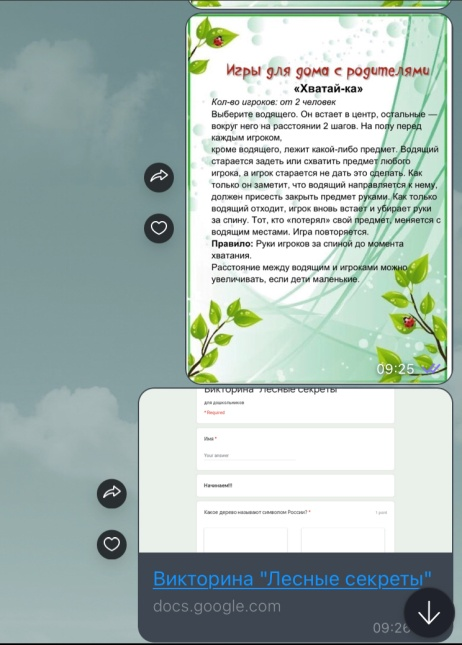 Игры для дома с родителями
«Хватай-ка»
Кол-во игроков: от 2 человек
Выберите водящего. Он встает в центр, остальные —
вокруг него на расстоянии 2 шагов. На полу перед
каждым игроком,
кроме водящего, лежит какой-либо предмет. Водящий
старается задеть или схватить предмет любого
игрока, а игрок старается не дать это сделать. Как
только он заметит, что водящий направляется к нему,
должен присесть закрыть предмет руками. Как только
водящий отходит, игрок вновь встает и убирает руки
за спину. Тот, кто «потерял» свой предмет, меняется с
водящим местами. Игра повторяется.
Правило: Руки игроков за спиной до момента
хватания.
Расстояние между водящим и игроками можно
увеличивать, если дети маленькие.
09:25
Викторина "Лесные секреты"
для дошкольников
* Required
Имя *
Your answer
Начинаем!!!
Какое дерево называют символом России? *
1 point
Викторина "Лесные секреты"
docs.google.com
09:26